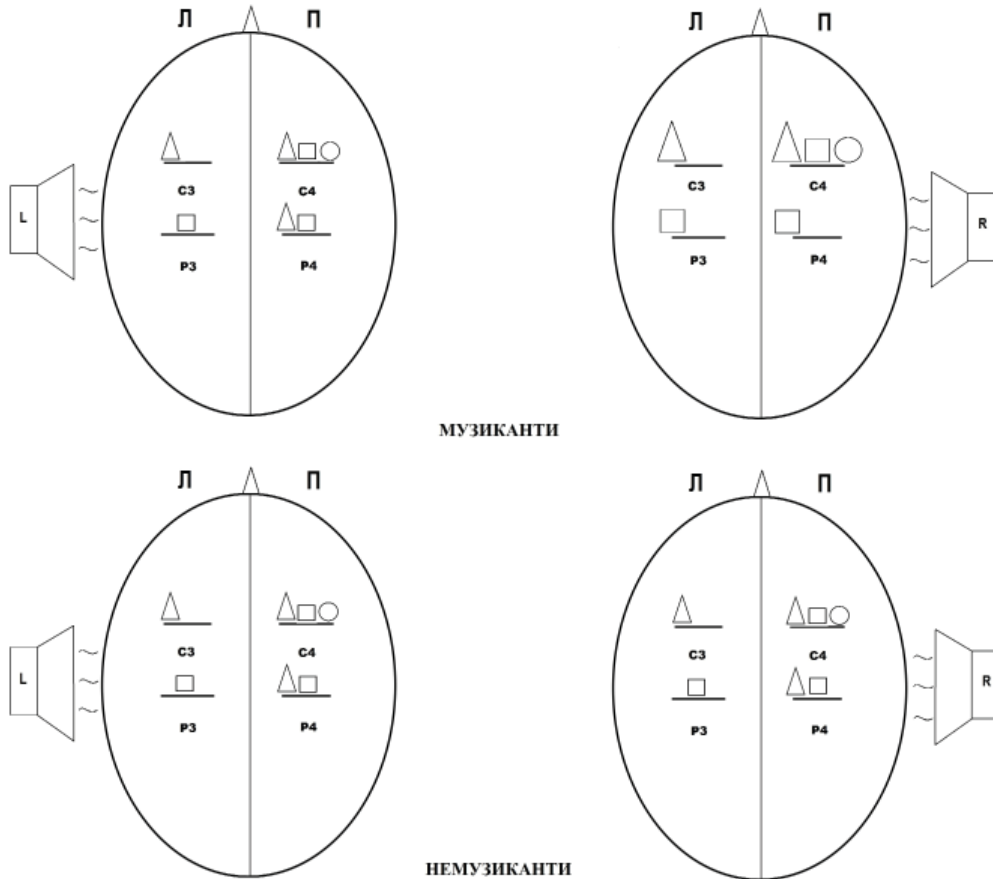 Л П
Л П
C3 C4
C3 C4
L
R
P3 P4
P3 P4
МУЗИКАНТИ
Л П
Л П
C3 C4
C3 C4
L
R
P3 P4
P3 P4
НЕМУЗИКАНТИ